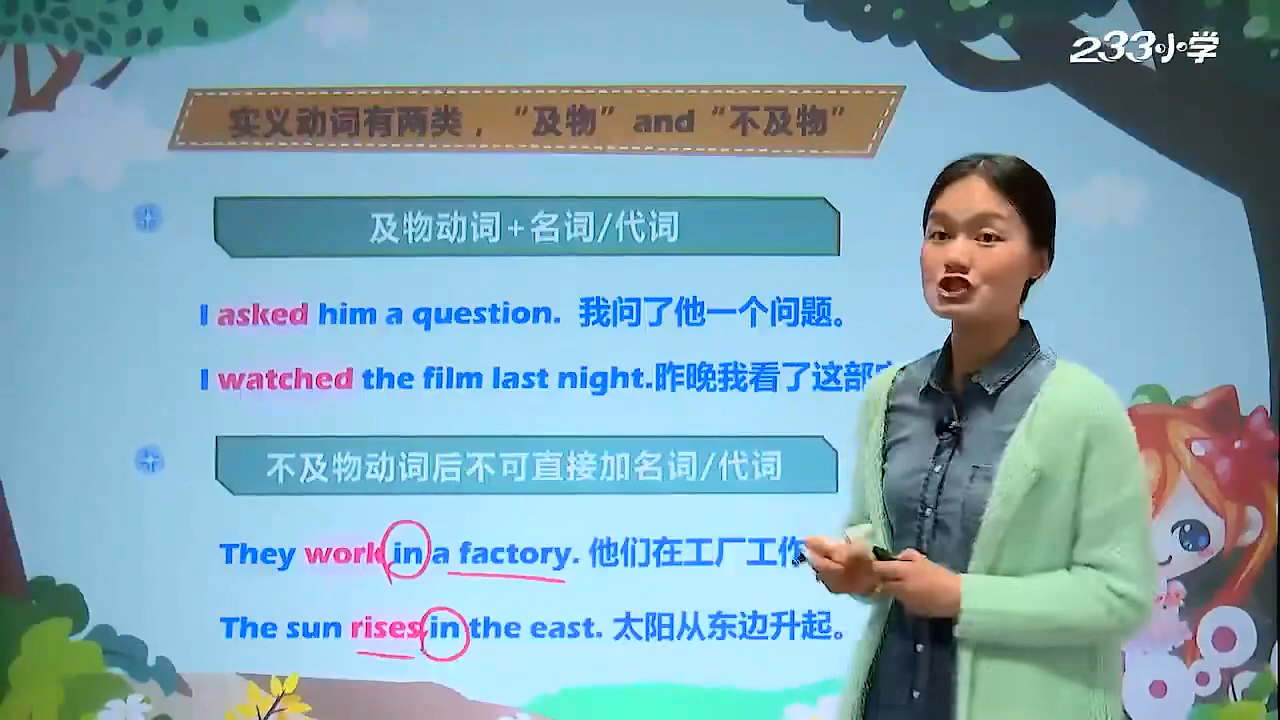 233小学
实义动词有两类，“及物”and“不及物”
及物动词+名词/代词
I asked him a question. 我问了他一个问题。
I watched the film last night.昨晚我看了这部
不及物动词后不可直接加名词/代词
They work in a factory. 他们在工厂工作
The sun rises in the east. 太阳从东边升起。